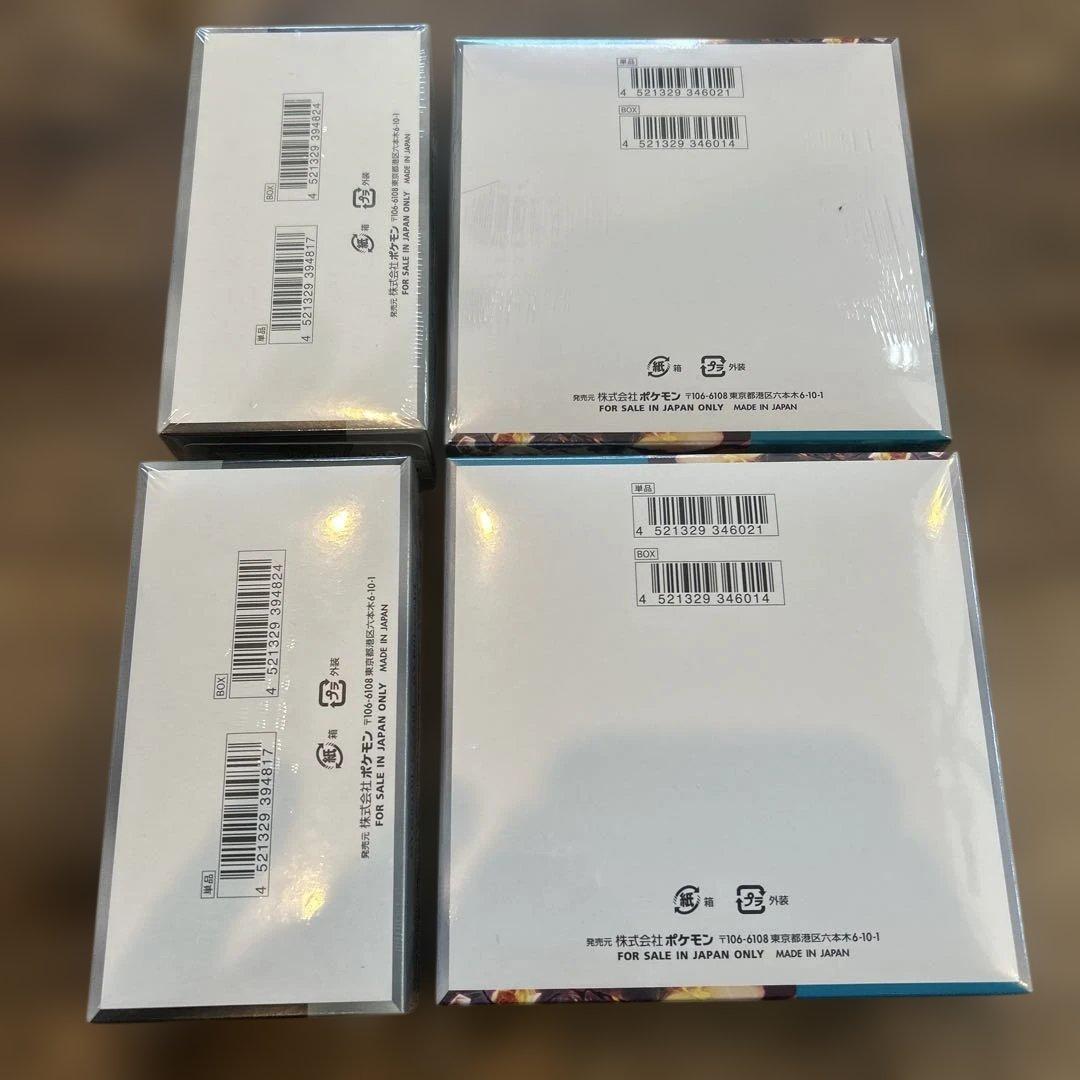 BOX
4 521329 394824
単品
4 521329 394817
紙 箱
プラ 外装
発売元 株式会社ポケモン 〒106-6108 東京都港区六本木6-10-1
FOR SALE IN JAPAN ONLY MADE IN JAPAN
単品
4 521329 346021
BOX
4 521329 346014
紙 箱 プラ 外装
発売元 株式会社ポケモン 〒106-6108 東京都港区六本木6-10-1
FOR SALE IN JAPAN ONLY MADE IN JAPAN
BOX
4 521329 394824
単品
4 521329 394817
紙 箱
プラ 外装
発売元 株式会社ポケモン 〒106-6108 東京都港区六本木6-10-1
FOR SALE IN JAPAN ONLY MADE IN JAPAN
単品
4 521329 346021
BOX
4 521329 346014
紙 箱 プラ 外装
発売元 株式会社ポケモン 〒106-6108 東京都港区六本木6-10-1
FOR SALE IN JAPAN ONLY MADE IN JAPAN